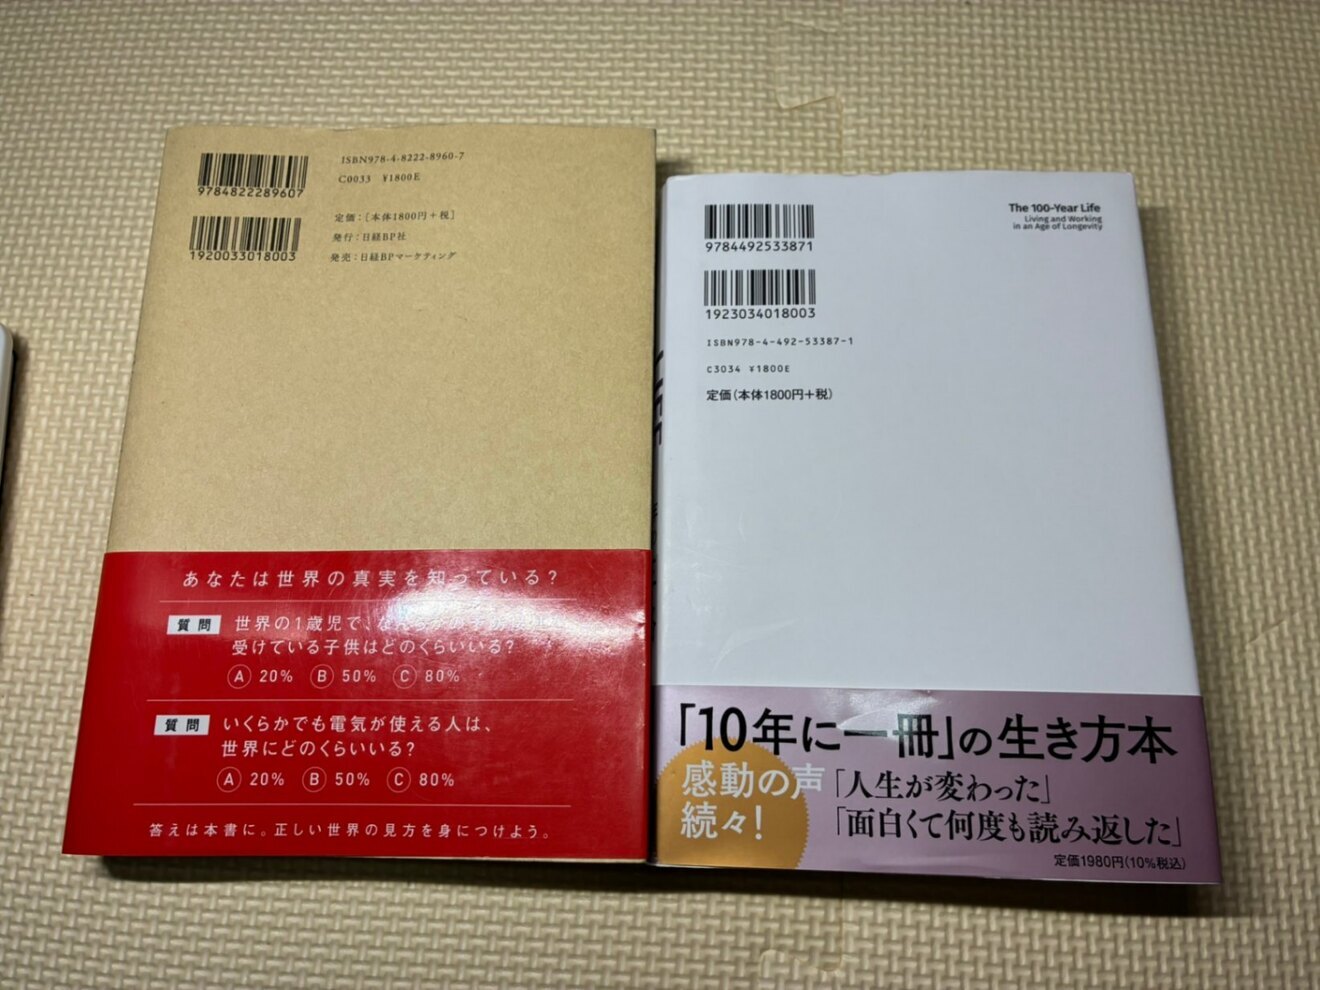 9784822289607
1920033018003
ISBN978-4-8222-8960-7
C0033 ¥1800E
定価：［本体1800円＋税］
発行：日経BP社
発売：日経BPマーケティング
あなたは世界の真実を知っている？
質問
世界の1歳児で、
受けている子供はどのくらいいる？
A 20% B 50% C 80%
質問
いくらかでも電気が使える人は、
世界にどのくらいいる？
A 20% B 50% C 80%
答えは本書に。正しい世界の見方を身につけよう。
9784492533871
1923034018003
ISBN978-4-492-53387-1
C3034 ¥1800E
定価（本体1800円＋税）
The 100-Year Life
Living and Working
in an Age of Longevity
「10年に一冊」の生き方本
感動の声
続々！
「人生が変わった」
「面白くて何度も読み返した」
定価1980円（10%税込）